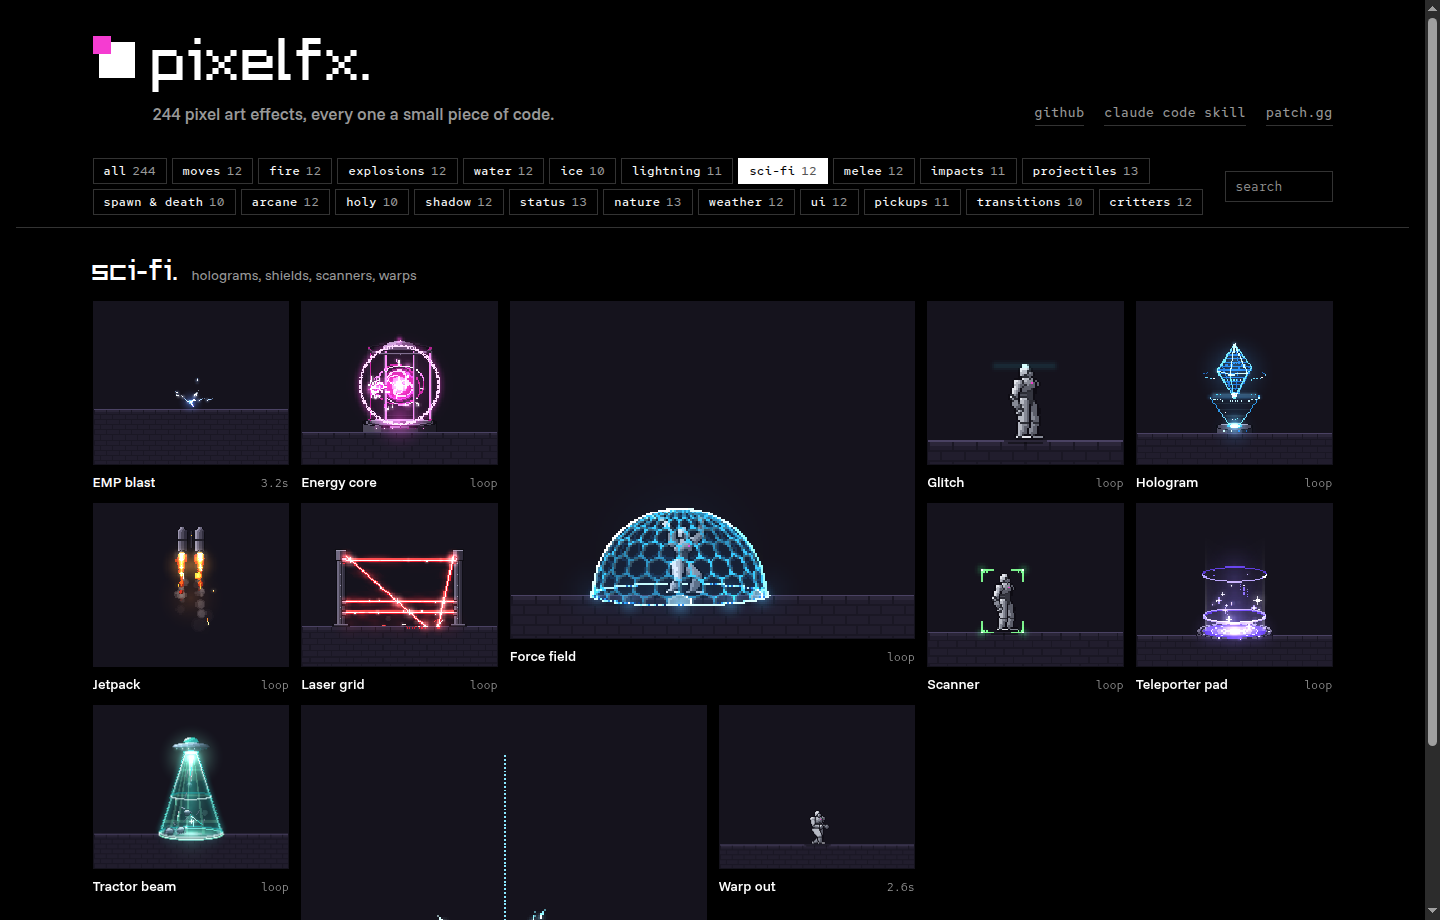 pixelfx.
244 pixel art effects, every one a small piece of code.
github claude code skill patch.gg
all 244 moves 12 fire 12 explosions 12 water 12 ice 10 lightning 11 sci-fi 12 melee 12 impacts 11 projectiles 13
spawn & death 10 arcane 12 holy 10 shadow 12 status 13 nature 13 weather 12 ui 12 pickups 11 transitions 10 critters 12
search
sci-fi. holograms, shields, scanners, warps
EMP blast 3.2s
Energy core loop
Glitch loop
Hologram loop
Force field loop
Jetpack loop
Laser grid loop
Scanner loop
Teleporter pad loop
Tractor beam loop
Warp out 2.6s